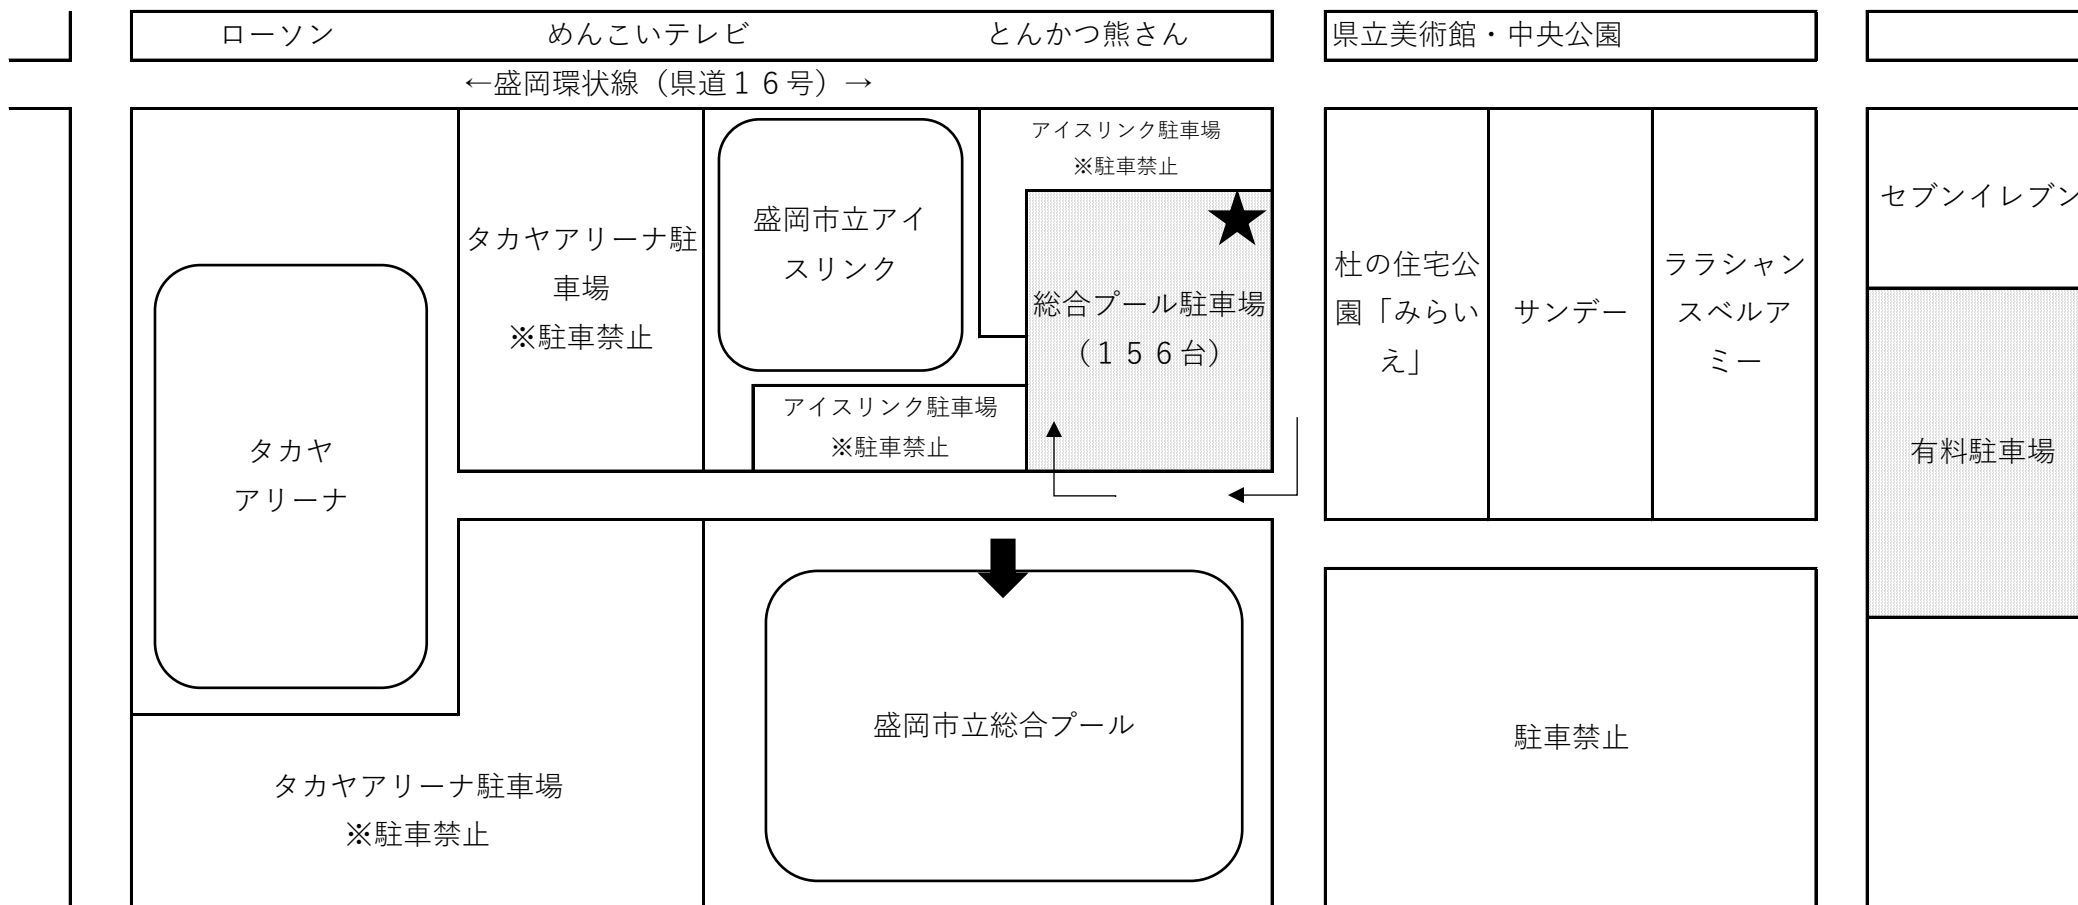 ローソン
めんこいテレビ
とんかつ熊さん
県立美術館・中央公園
←盛岡環状線（県道１６号）→
アイスリンク駐車場
※駐車禁止
盛岡市立アイ
スリンク
タカヤアリーナ駐
車場
※駐車禁止
総合プール駐車場
（１５６台）
杜の住宅公
園「みらい
え」
サンデー
ララシャン
スベルア
ミー
セブンイレブン
アイスリンク駐車場
※駐車禁止
タカヤ
アリーナ
有料駐車場
盛岡市立総合プール
駐車禁止
タカヤアリーナ駐車場
※駐車禁止